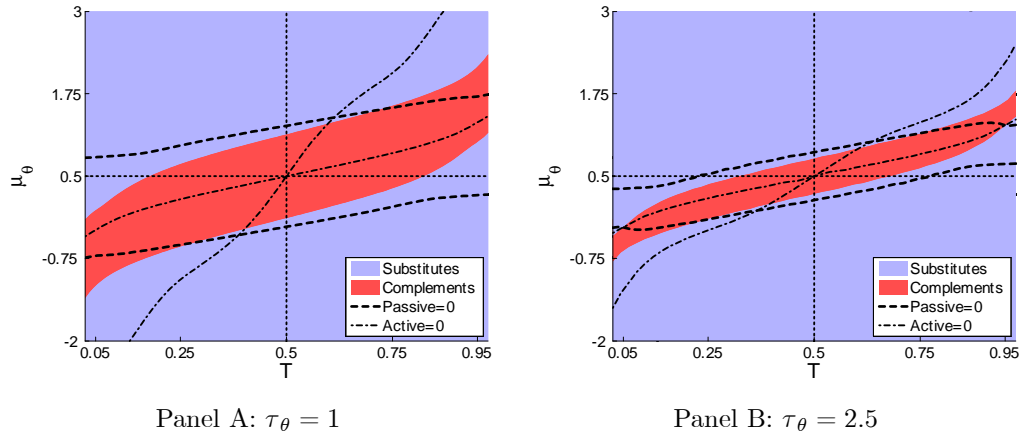 3
1.75
μθ
0.5
-0.75
-2
Substitutes
Complements
Passive=0
Active=0
0.05 0.25 0.5 0.75 0.95
T
Panel A: τθ = 1
3
1.75
μθ
0.5
-0.75
-2
Substitutes
Complements
Passive=0
Active=0
0.05 0.25 0.5 0.75 0.95
T
Panel B: τθ = 2.5